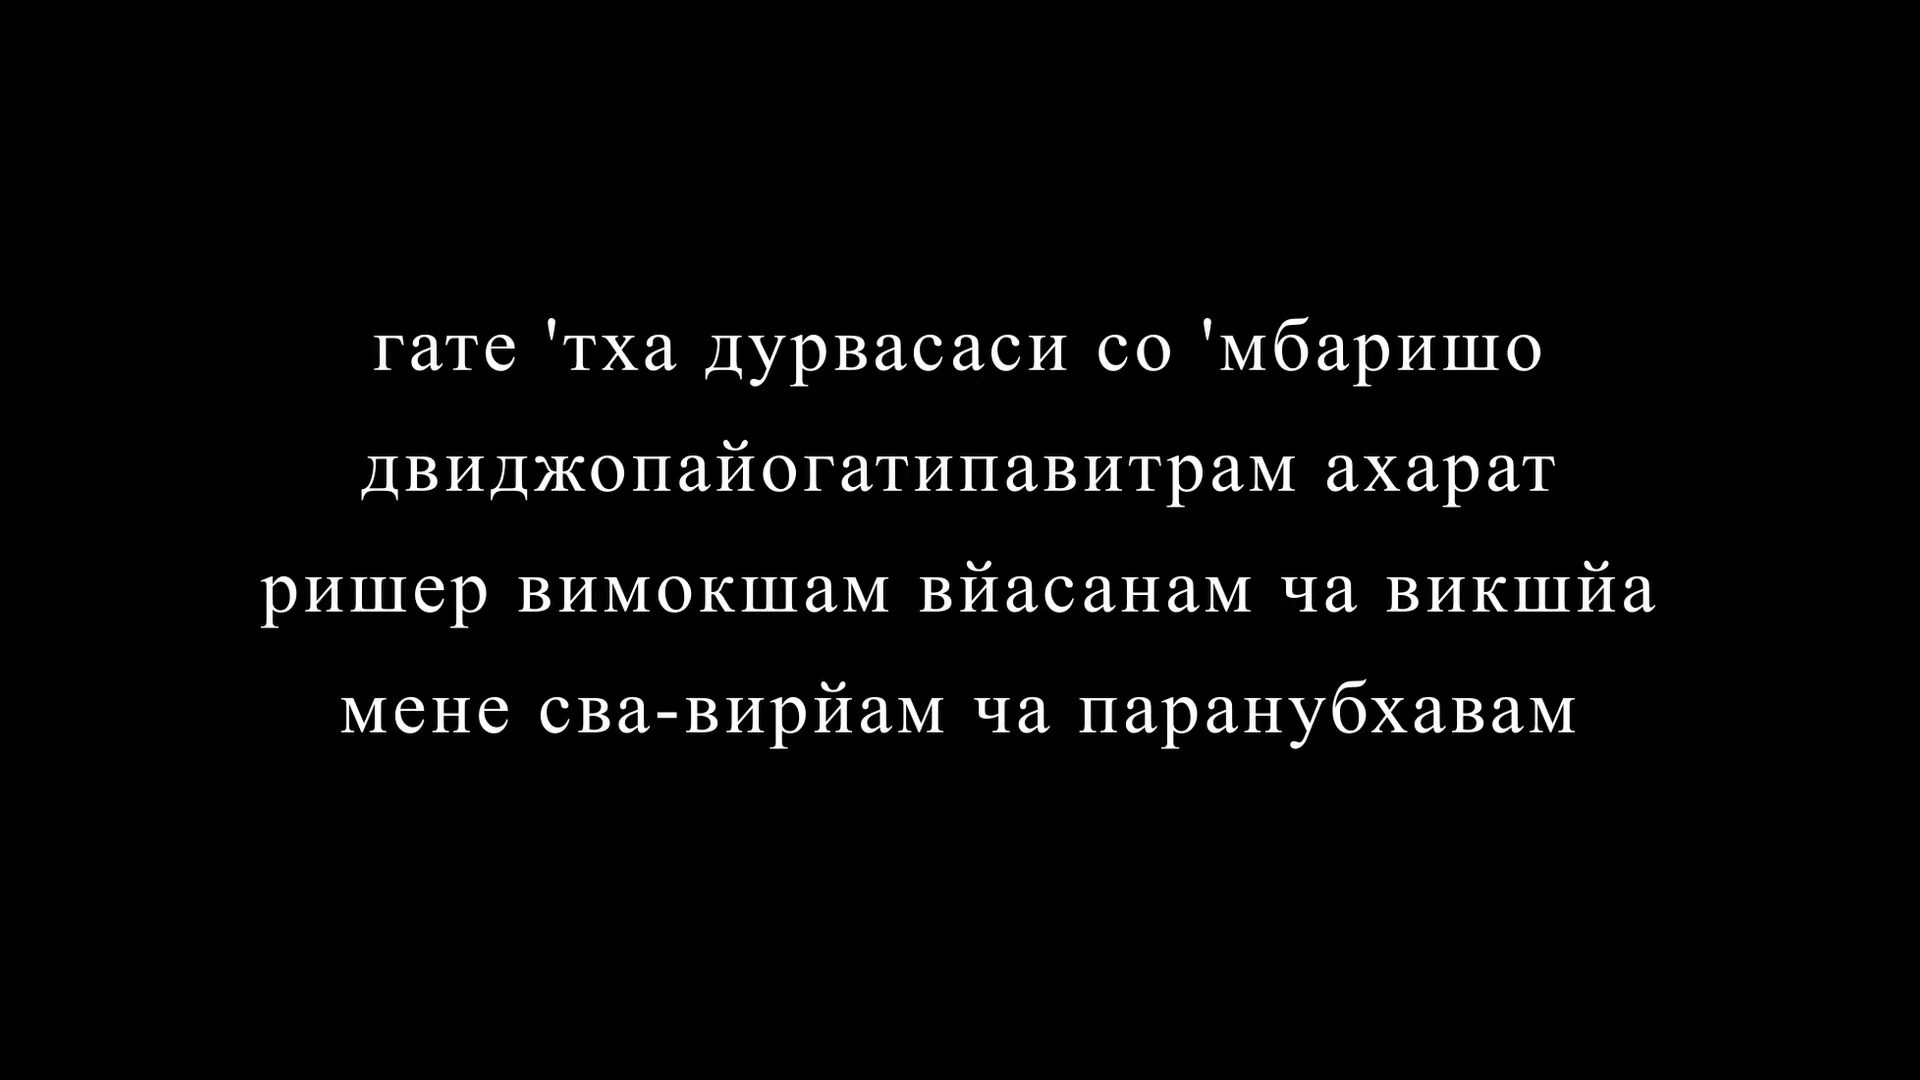 гате 'тха дурвасаси со 'мбаришо
двиджопайогатипавитрам ахарат
ришер вимокшам вйасанам ча викшйа
мене сва-вирйам ча паранубхавам